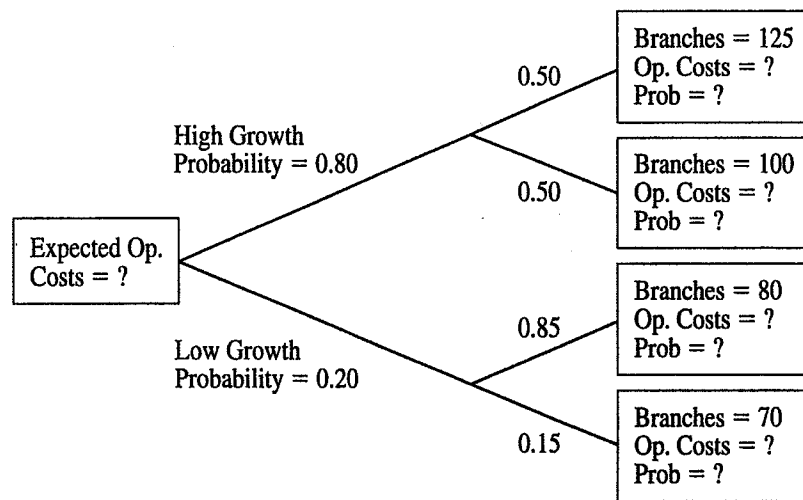 Branches = 125
Op. Costs = ?
Prob = ?
0.50
High Growth
Probability = 0.80
Branches = 100
Op. Costs = ?
Prob = ?
0.50
Expected Op.
Costs = ?
Branches = 80
Op. Costs = ?
Prob = ?
0.85
Low Growth
Probability = 0.20
Branches = 70
Op. Costs = ?
Prob = ?
0.15